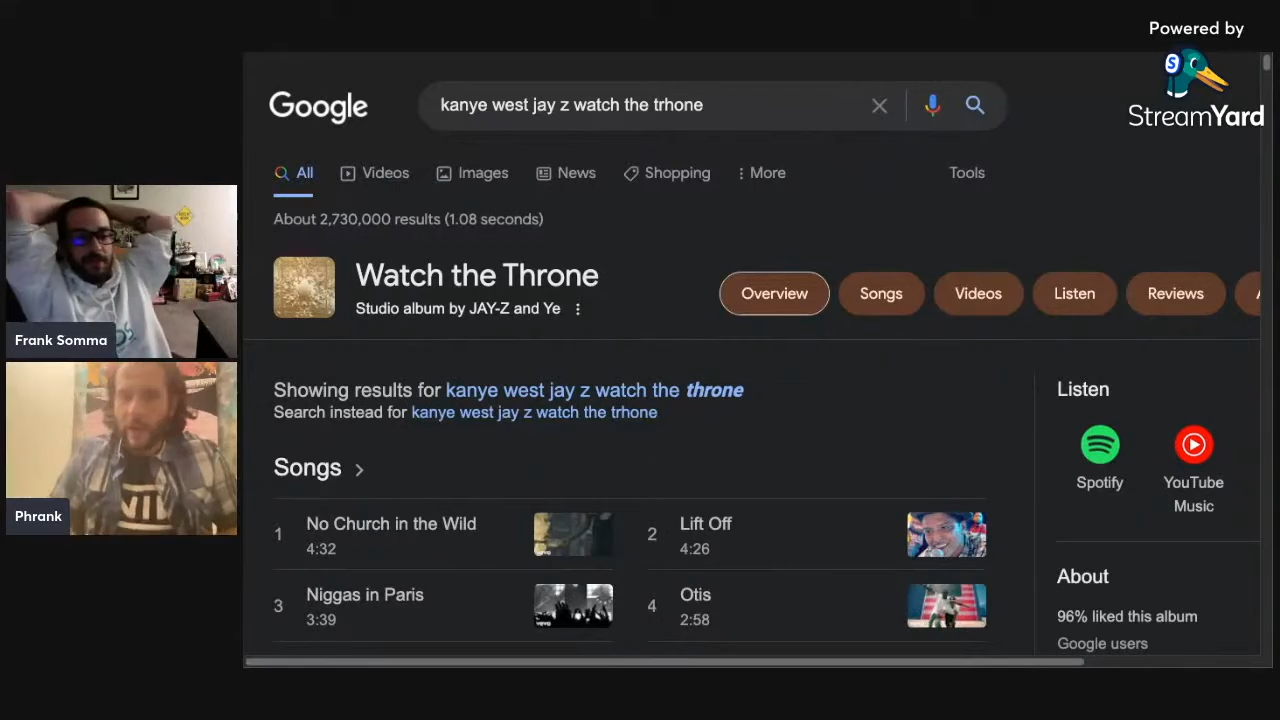 Powered by
StreamYard
Google
kanye west jay z watch the trhone
All
Videos
Images
News
Shopping
More
Tools
About 2,730,000 results (1.08 seconds)
Watch the Throne
Studio album by JAY-Z and Ye
Overview
Songs
Videos
Listen
Reviews
Showing results for kanye west jay z watch the throne
Search instead for kanye west jay z watch the trhone
Songs
1 No Church in the Wild
4:32
2 Lift Off
4:26
3 Niggas in Paris
3:39
4 Otis
2:58
Listen
Spotify
YouTube
Music
About
96% liked this album
Google users
Frank Somma
Phrank